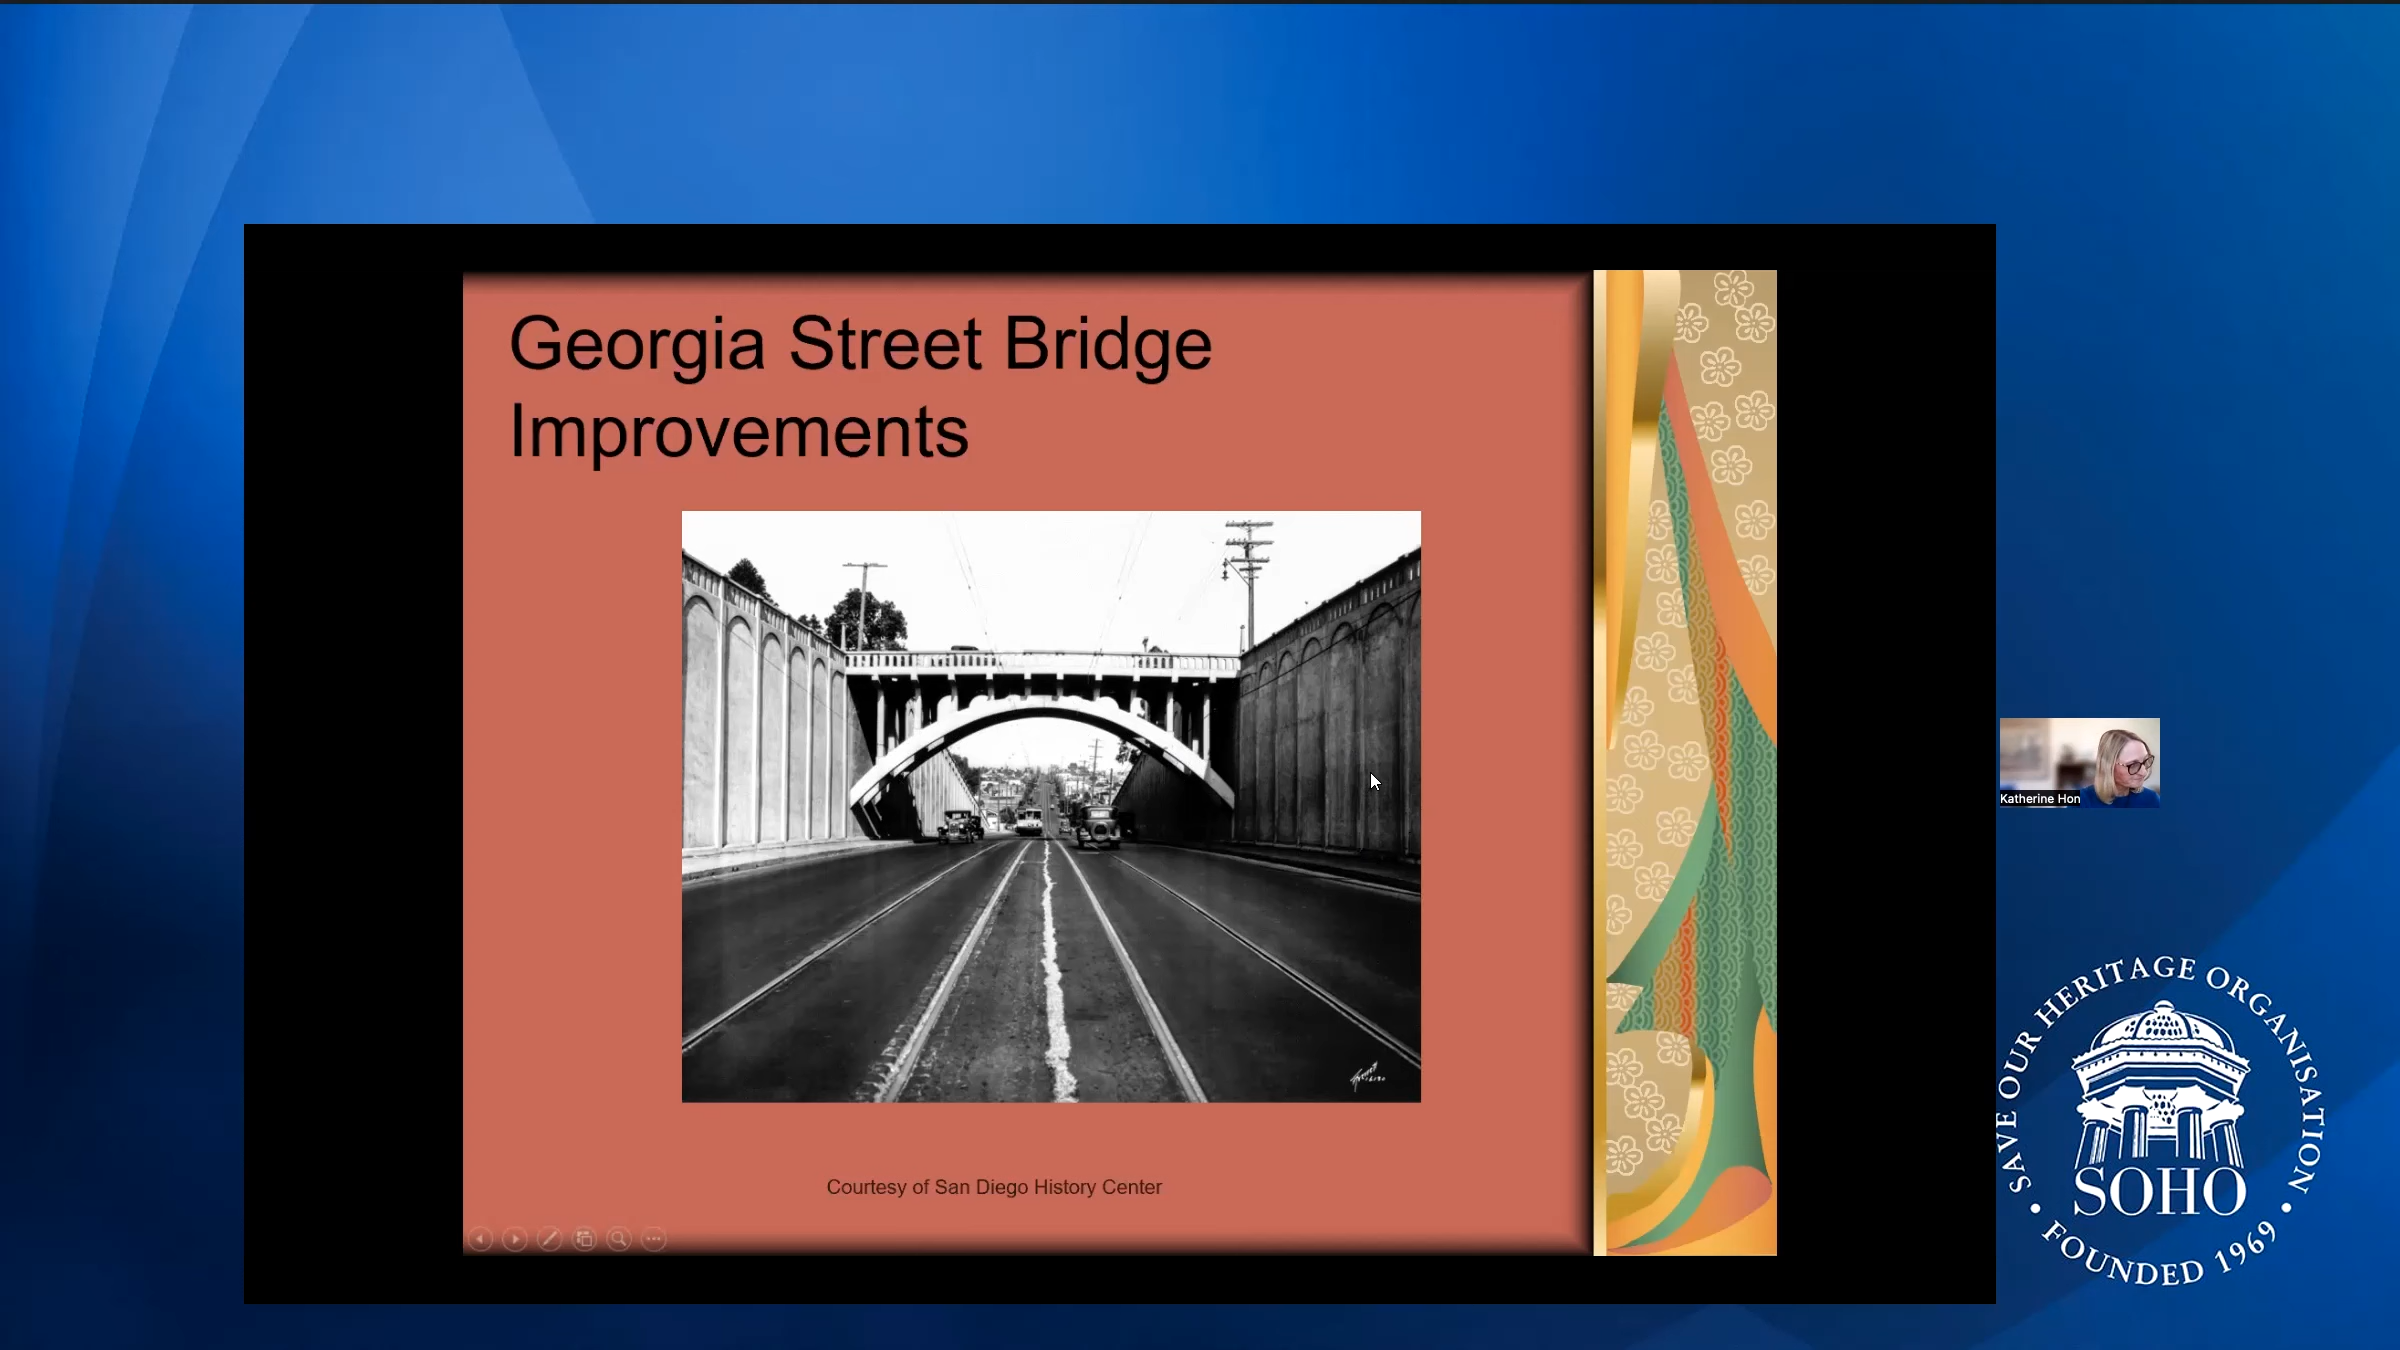 Georgia Street Bridge
Improvements
Courtesy of San Diego History Center
Katherine Hon
SAVE OUR HERITAGE ORGANISATION
SOHO
• FOUNDED 1969 •